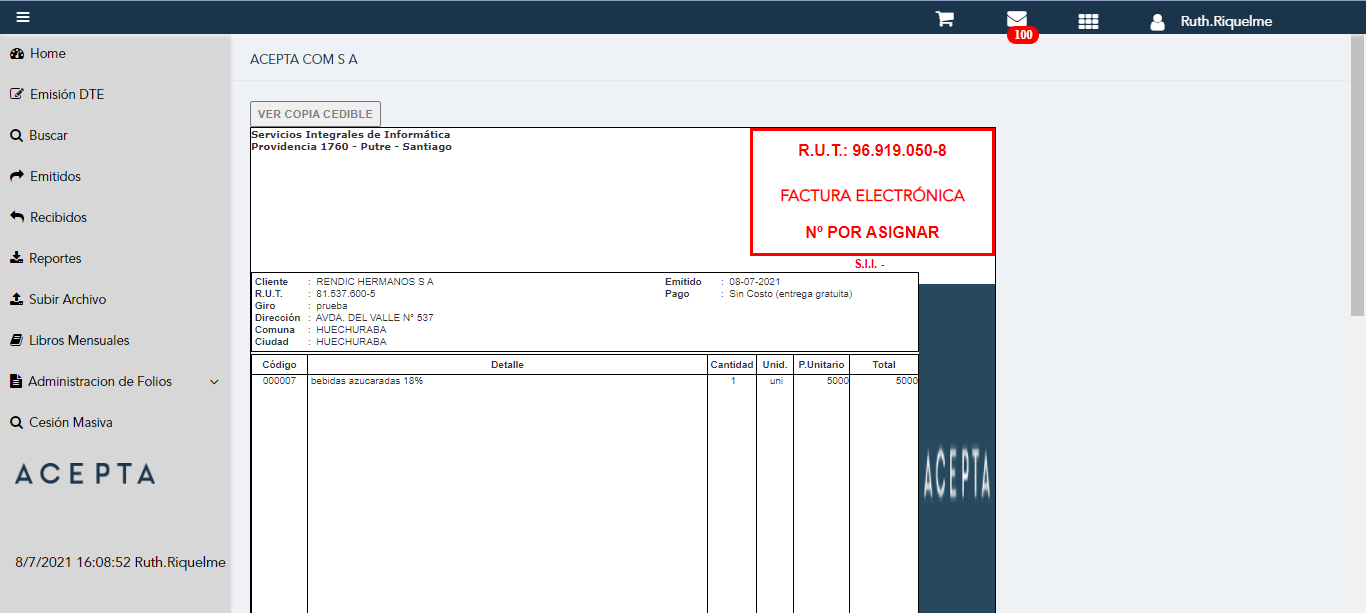 Ruth.Riquelme
100
Home
Emisión DTE
Buscar
Emitidos
Recibidos
Reportes
Subir Archivo
Libros Mensuales
Administracion de Folios
Cesión Masiva
ACEPTA
8/7/2021 16:08:52 Ruth.Riquelme
ACEPTA COM S A
VER COPIA CEDIBLE
Servicios Integrales de Informática
Providencia 1760 - Putre - Santiago
R.U.T.: 96.919.050-8
FACTURA ELECTRÓNICA
Nº POR ASIGNAR
S.I.I. -
Cliente : RENDIC HERMANOS S A Emitido : 08-07-2021
R.U.T. : 81.537.600-5 Pago : Sin Costo (entrega gratuita)
Giro : prueba
Dirección : AVDA. DEL VALLE N° 537
Comuna : HUECHURABA
Ciudad : HUECHURABA
Código Detalle Cantidad Unid. P.Unitario Total
000007 bebidas azucaradas 18% 1 uni 5000 5000
ACEPTA